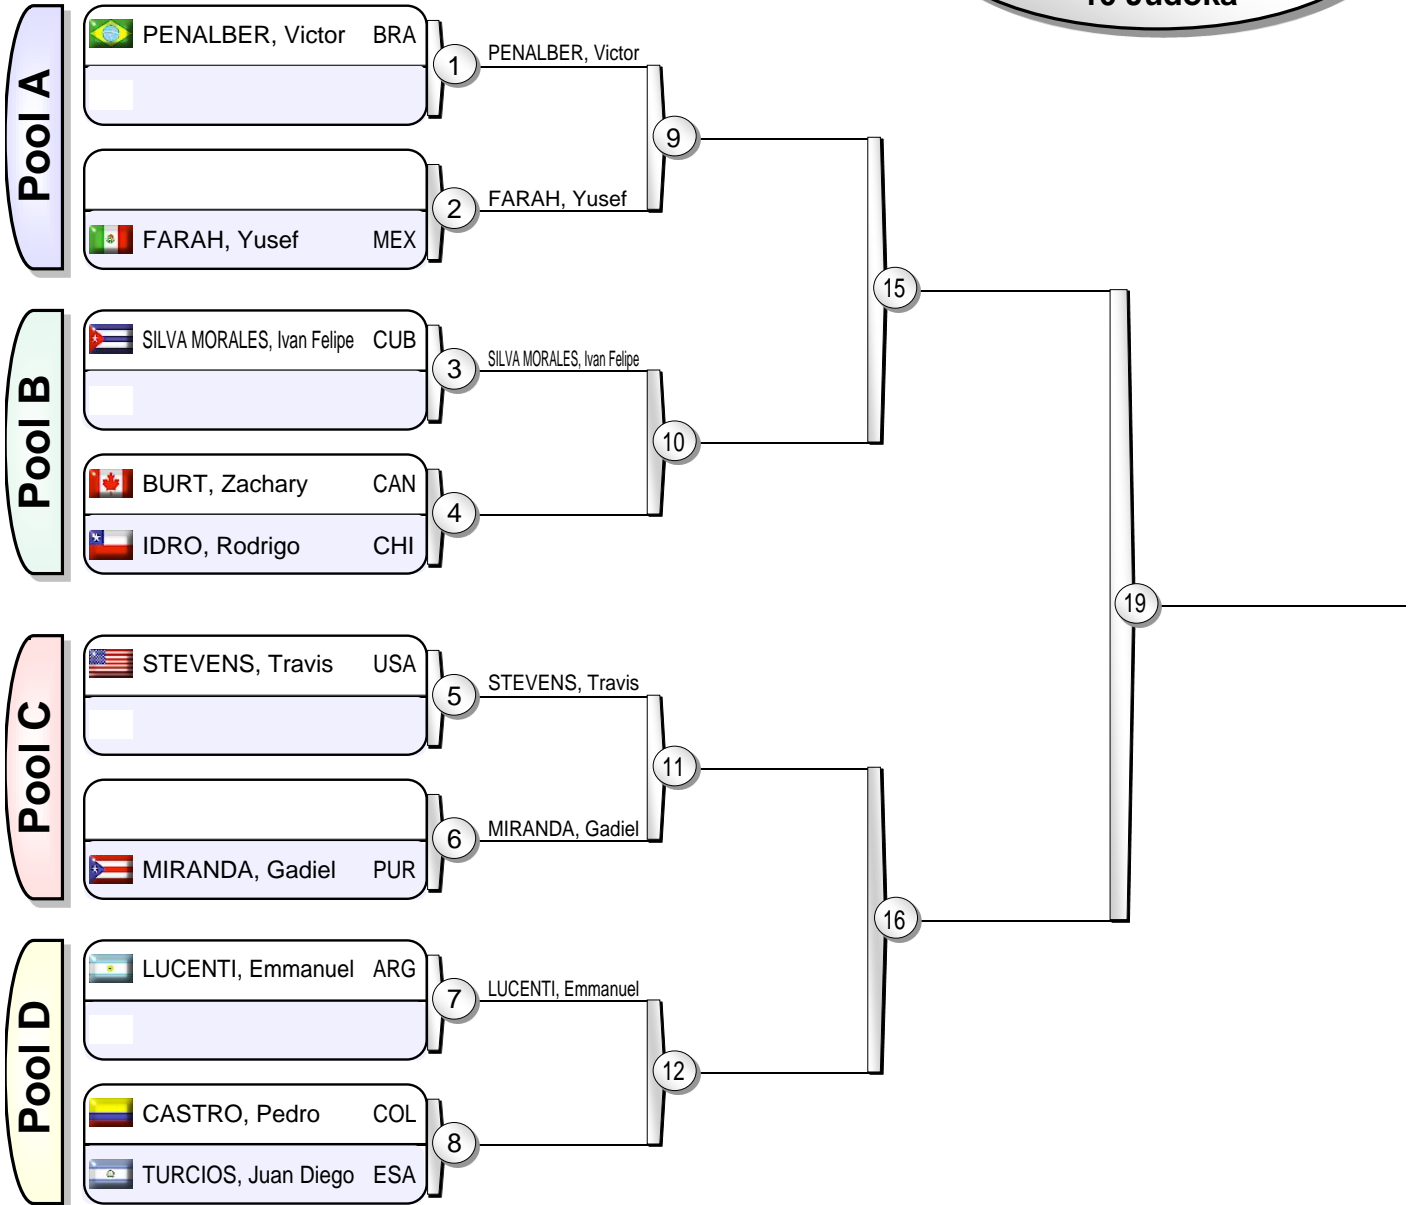 10 Judoka
Pool A
PENALBER, Victor BRA
1
PENALBER, Victor
9
2
FARAH, Yusef
FARAH, Yusef MEX
15
Pool B
SILVA MORALES, Ivan Felipe CUB
3
SILVA MORALES, Ivan Felipe
10
BURT, Zachary CAN
4
IDRO, Rodrigo CHI
19
Pool C
STEVENS, Travis USA
5
STEVENS, Travis
11
6
MIRANDA, Gadiel
MIRANDA, Gadiel PUR
16
Pool D
LUCENTI, Emmanuel ARG
7
LUCENTI, Emmanuel
12
CASTRO, Pedro COL
8
TURCIOS, Juan Diego ESA